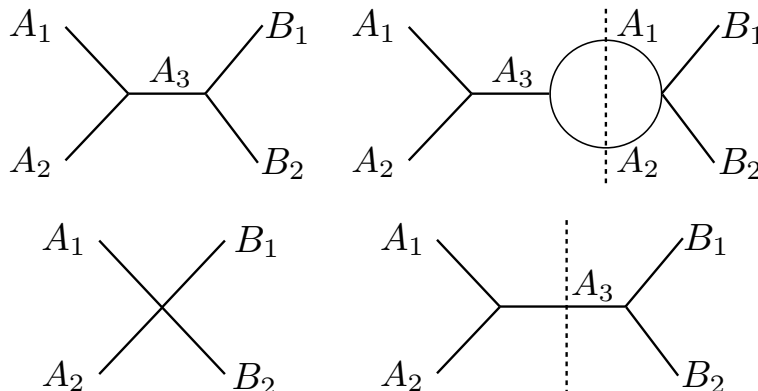 A₁ B₁ A₁ A₁ B₁
A₃ A₃
A₂ B₂ A₂ A₂ B₂
A₁ B₁ A₁ B₁
A₃
A₂ B₂ A₂ B₂